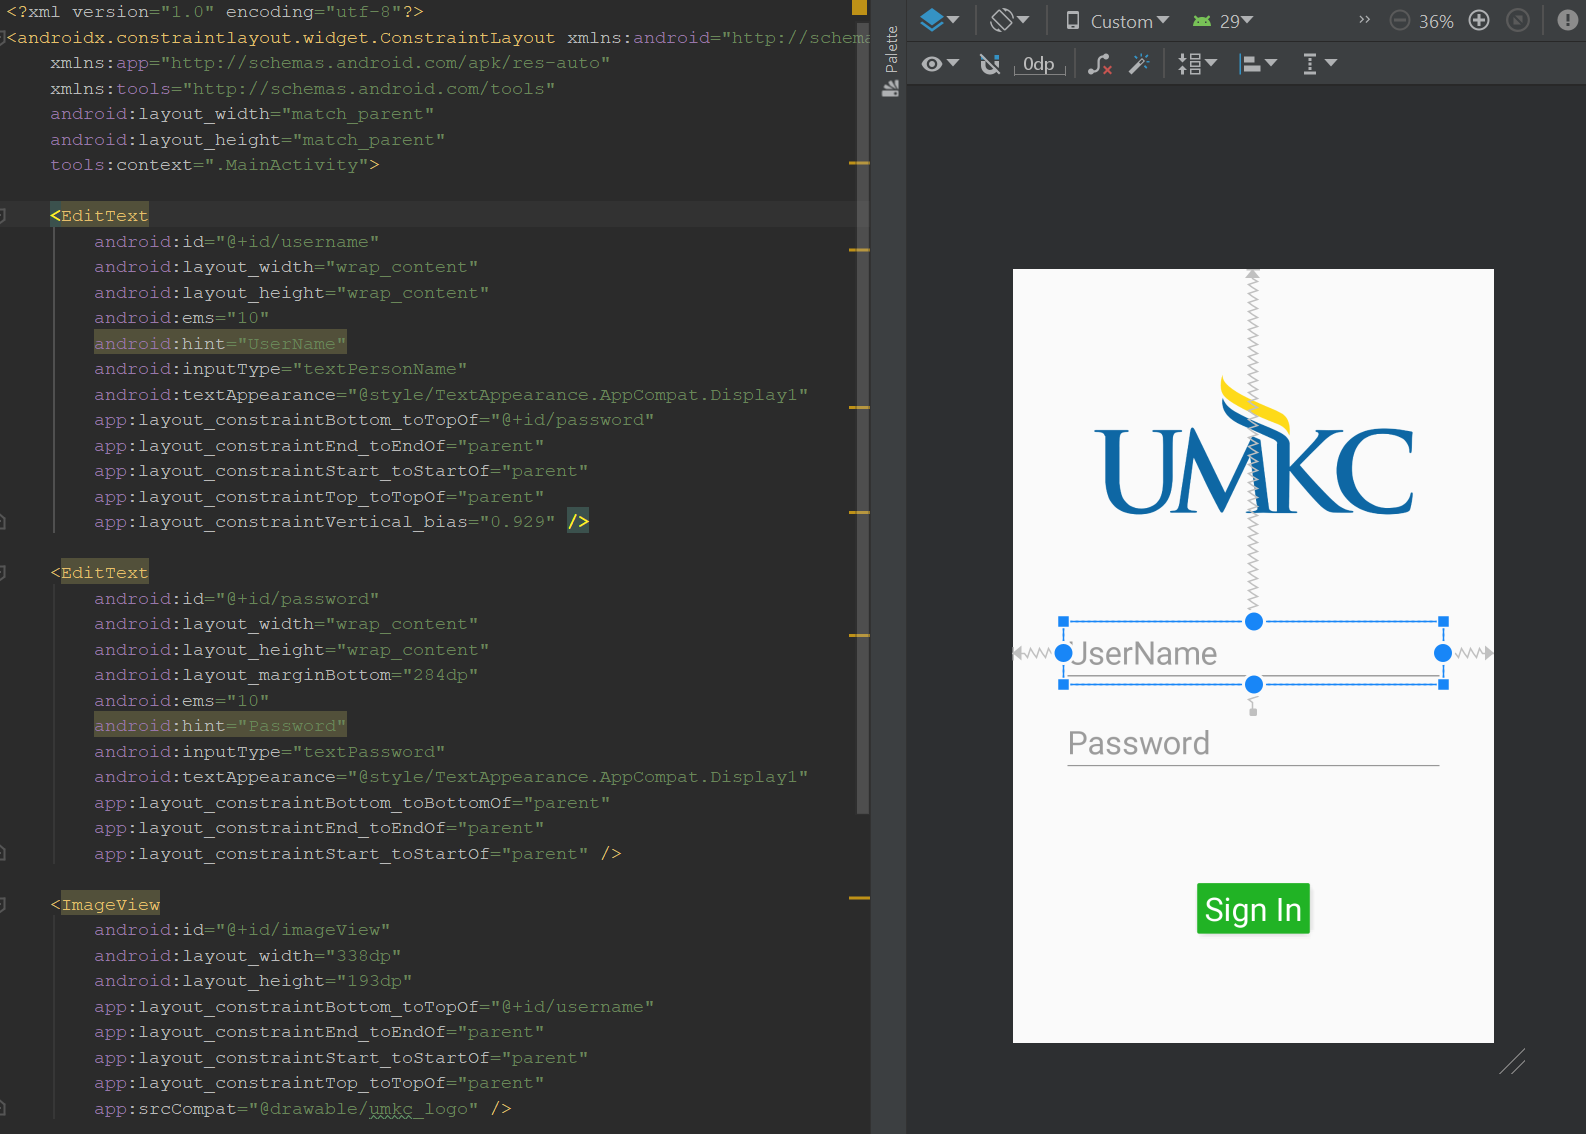 <?xml version="1.0" encoding="utf-8"?>
<androidx.constraintlayout.widget.ConstraintLayout xmlns:android="http://schema
xmlns:app="http://schemas.android.com/apk/res-auto"
xmlns:tools="http://schemas.android.com/tools"
android:layout_width="match_parent"
android:layout_height="match_parent"
tools:context=".MainActivity">
<EditText
android:id="@+id/username"
android:layout_width="wrap_content"
android:layout_height="wrap_content"
android:ems="10"
android:hint="UserName"
android:inputType="textPersonName"
android:textAppearance="@style/TextAppearance.AppCompat.Display1"
app:layout_constraintBottom_toTopOf="@+id/password"
app:layout_constraintEnd_toEndOf="parent"
app:layout_constraintStart_toStartOf="parent"
app:layout_constraintTop_toTopOf="parent"
app:layout_constraintVertical_bias="0.929" />
<EditText
android:id="@+id/password"
android:layout_width="wrap_content"
android:layout_height="wrap_content"
android:layout_marginBottom="284dp"
android:ems="10"
android:hint="Password"
android:inputType="textPassword"
android:textAppearance="@style/TextAppearance.AppCompat.Display1"
app:layout_constraintBottom_toBottomOf="parent"
app:layout_constraintEnd_toEndOf="parent"
app:layout_constraintStart_toStartOf="parent" />
<ImageView
android:id="@+id/imageView"
android:layout_width="338dp"
android:layout_height="193dp"
app:layout_constraintBottom_toTopOf="@+id/username"
app:layout_constraintEnd_toEndOf="parent"
app:layout_constraintStart_toStartOf="parent"
app:layout_constraintTop_toTopOf="parent"
app:srcCompat="@drawable/umkc_logo" />
Palette
Custom 29 » 36%
0dp
UMKC
UserName
Password
Sign In